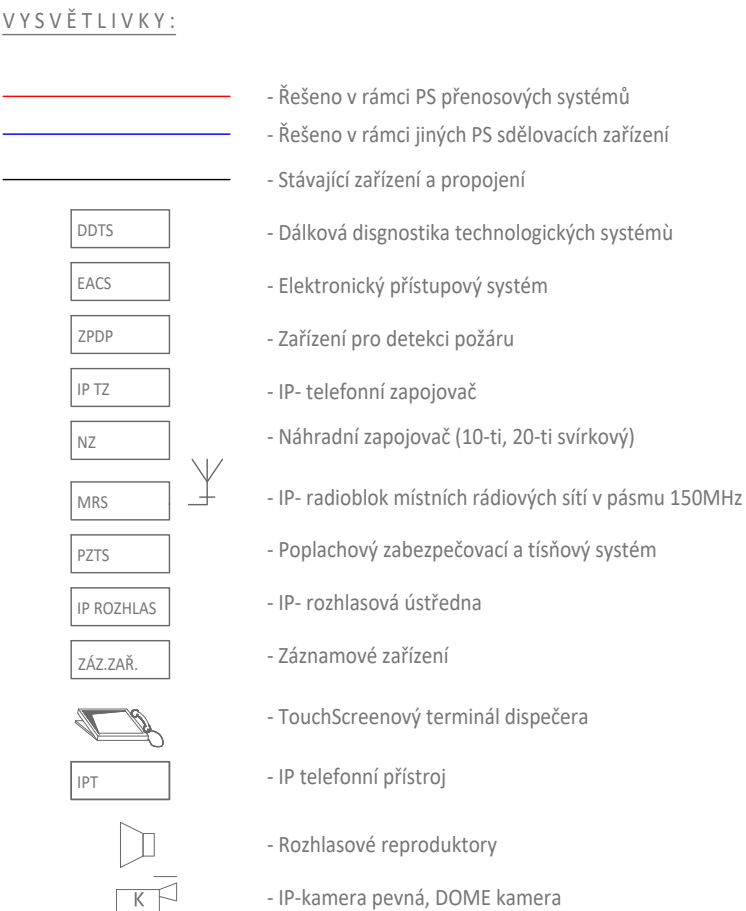 VYSVĚTLIVKY:
- Řešeno v rámci PS přenosových systémů
- Řešeno v rámci jiných PS sdělovacích zařízení
- Stávající zařízení a propojení
DDTS - Dálková disgnostika technologických systémù
EACS - Elektronický přístupový systém
ZPDP - Zařízení pro detekci požáru
IP TZ - IP- telefonní zapojovač
NZ - Náhradní zapojovač (10-ti, 20-ti svírkový)
MRS - IP- radioblok místních rádiových sítí v pásmu 150MHz
PZTS - Poplachový zabezpečovací a tísňový systém
IP ROZHLAS - IP- rozhlasová ústředna
ZÁZ.ZAŘ. - Záznamové zařízení
- TouchScreenový terminál dispečera
IPT - IP telefonní přístroj
- Rozhlasové reproduktory
K - IP-kamera pevná, DOME kamera